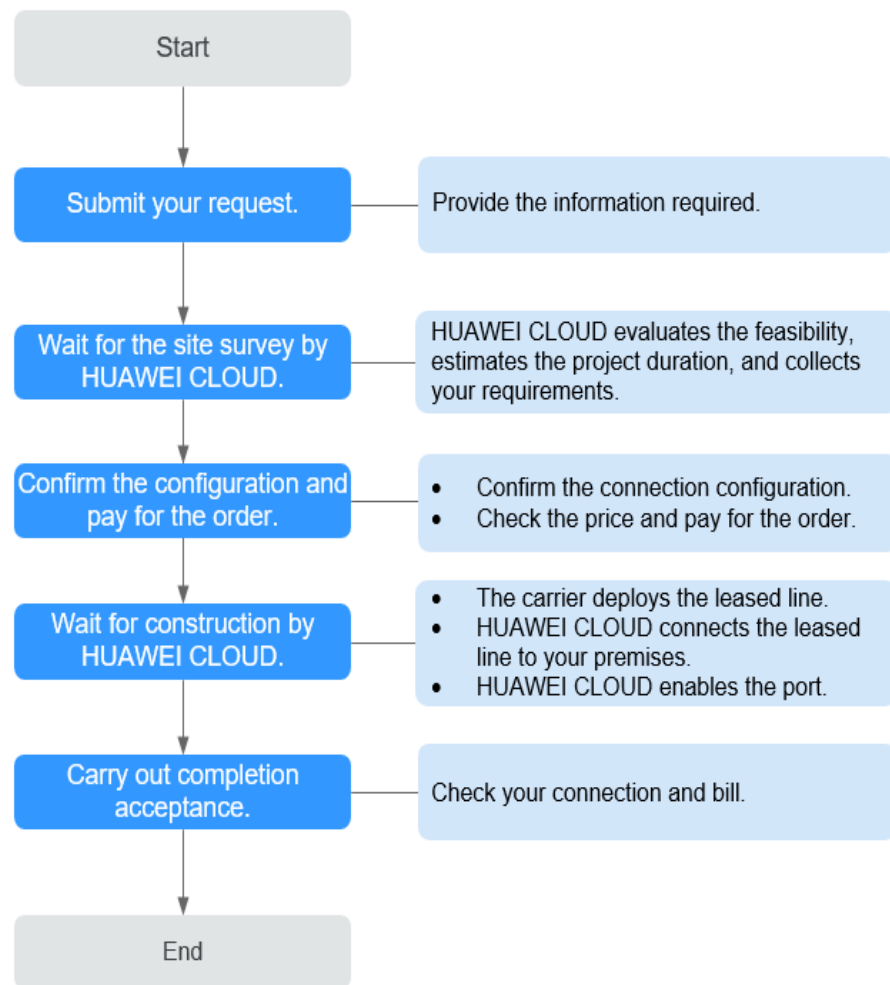 Start
Submit your request.
Provide the information required.
Wait for the site survey by
HUAWEI CLOUD.
HUAWEI CLOUD evaluates the feasibility,
estimates the project duration, and collects
your requirements.
Confirm the configuration and
pay for the order.
• Confirm the connection configuration.
• Check the price and pay for the order.
Wait for construction by
HUAWEI CLOUD.
• The carrier deploys the leased line.
• HUAWEI CLOUD connects the leased
line to your premises.
• HUAWEI CLOUD enables the port.
Carry out completion
acceptance.
Check your connection and bill.
End